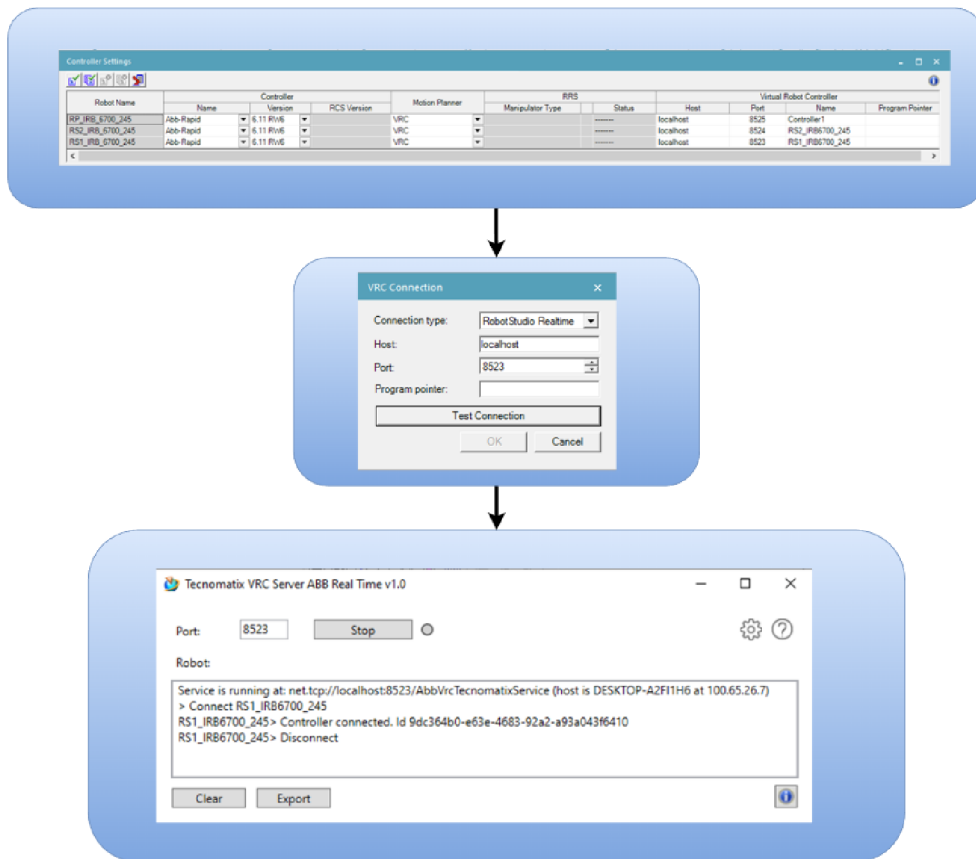 Controller Settings
Robot Name Controller Motion Planner RRS Virtual Robot Controller
Name Version RCS Version Manipulator Type Status Host Port Name Program Pointer
RP_IRB_6700_245 Abb-Rapid 6.11 RW6 VRC ------- localhost 8525 Controller1
RS2_IRB_6700_245 Abb-Rapid 6.11 RW6 VRC ------- localhost 8524 RS2_IRB6700_245
RS1_IRB_6700_245 Abb-Rapid 6.11 RW6 VRC ------- localhost 8523 RS1_IRB6700_245
VRC Connection
Connection type: RobotStudio Realtime
Host: localhost
Port: 8523
Program pointer:
Test Connection
OK Cancel
Tecnomatix VRC Server ABB Real Time v1.0
Port: 8523 Stop
Robot:
Service is running at: net.tcp://localhost:8523/AbbVrcTecnomatixService (host is DESKTOP-A2FI1H6 at 100.65.26.7)
> Connect RS1_IRB6700_245
RS1_IRB6700_245> Controller connected. Id 9dc364b0-e63e-4683-92a2-a93a043f6410
RS1_IRB6700_245> Disconnect
Clear Export